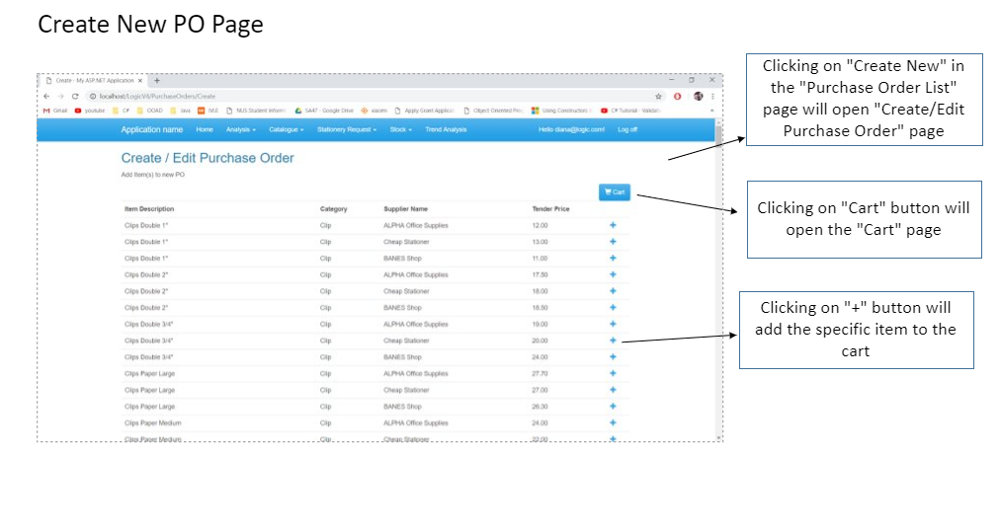 Create New PO Page
Create - My ASP.NET Application
localhost/LogicV6/PurchaseOrders/Create
Gmail youtube C# OOAD Java IVLE NUS Student Inform SA47 - Google Drive xiaomi Apply Grant Applica Object Oriented Pro Using Construction C# Tutorial - Validati
Application name Home Analysis Catalogue Stationery Request Stock Trend Analysis Hello diana@logic.com! Log off
Create / Edit Purchase Order
Add Item(s) to new PO
Cart
Item Description Category Supplier Name Tender Price
Clips Double 1" Clip ALPHA Office Supplies 12.00 +
Clips Double 1" Clip Cheap Stationer 13.00 +
Clips Double 1" Clip BANES Shop 11.00 +
Clips Double 2" Clip ALPHA Office Supplies 17.50 +
Clips Double 2" Clip Cheap Stationer 18.00 +
Clips Double 2" Clip BANES Shop 18.50 +
Clips Double 3/4" Clip ALPHA Office Supplies 19.00 +
Clips Double 3/4" Clip Cheap Stationer 20.00 +
Clips Double 3/4" Clip BANES Shop 24.00 +
Clips Paper Large Clip ALPHA Office Supplies 27.70 +
Clips Paper Large Clip Cheap Stationer 27.00 +
Clips Paper Large Clip BANES Shop 26.30 +
Clips Paper Medium Clip ALPHA Office Supplies 24.00 +
Clips Paper Medium Clip Cheap Stationer 22.00 +
Clicking on "Create New" in
the "Purchase Order List"
page will open "Create/Edit
Purchase Order" page
Clicking on "Cart" button will
open the "Cart" page
Clicking on "+" button will
add the specific item to the
cart